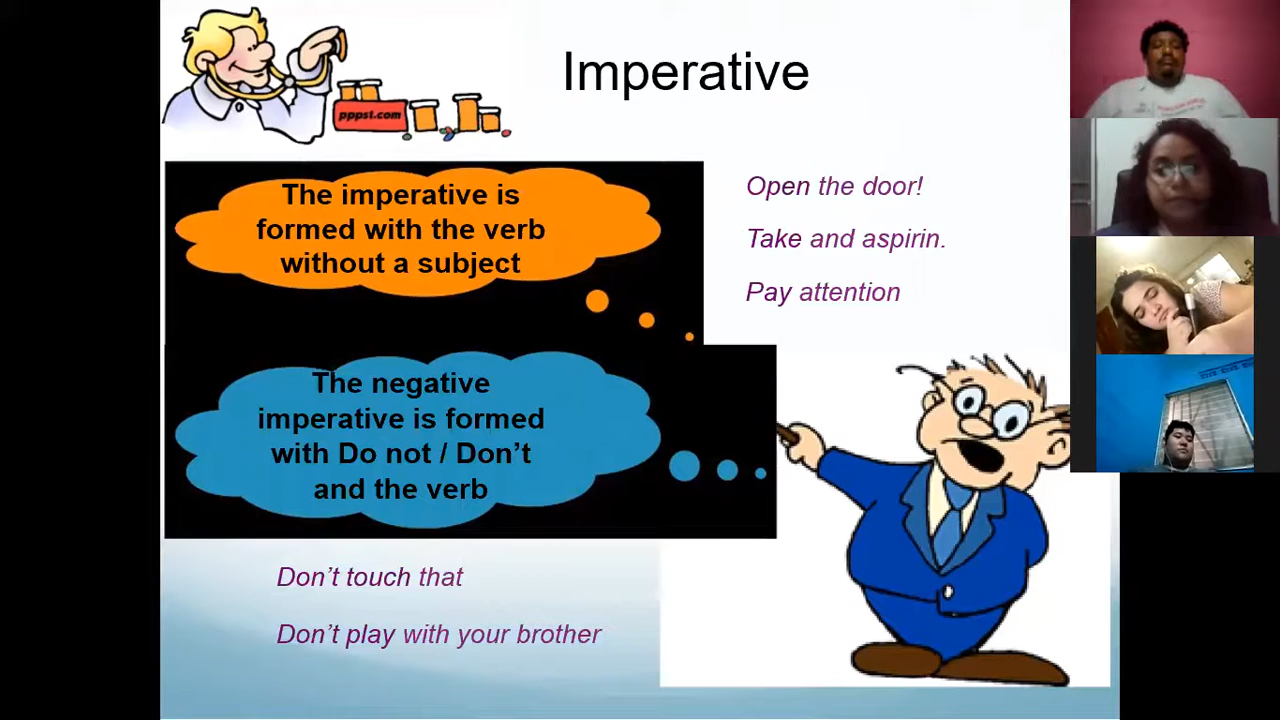 Imperative
pppst.com
The imperative is
formed with the verb
without a subject
Open the door!
Take and aspirin.
Pay attention
The negative
imperative is formed
with Do not / Don't
and the verb
Don't touch that
Don't play with your brother